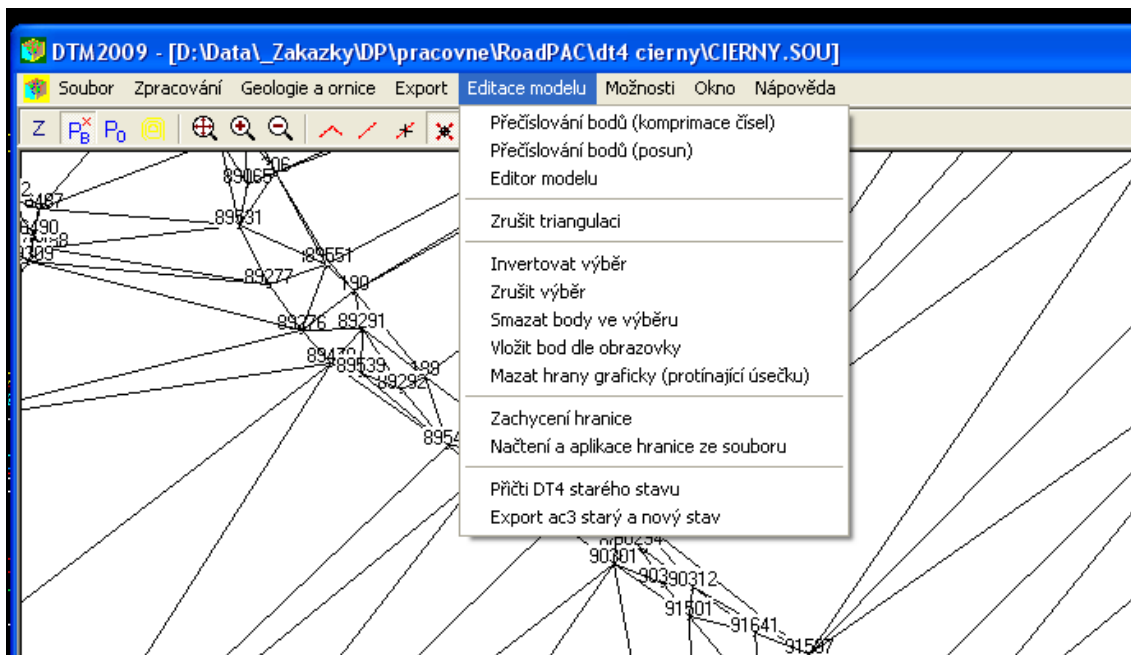 DTM2009 - [D:\Data\_Zakazky\DP\pracovne\RoadPAC\dt4 cierny\CIERNY.SOU]
Soubor Zpracování Geologie a ornice Export Editace modelu Možnosti Okno Nápověda
Z
Přečíslování bodů (komprimace čísel)
Přečíslování bodů (posun)
Editor modelu
Zrušit triangulaci
Invertovat výběr
Zrušit výběr
Smazat body ve výběru
Vložit bod dle obrazovky
Mazat hrany graficky (protínající úsečku)
Zachycení hranice
Načtení a aplikace hranice ze souboru
Přičti DT4 starého stavu
Export ac3 starý a nový stav
89065
89531
89551
89277
190
89276 89291
89539
89292
90301
90312
91501
91641
91597